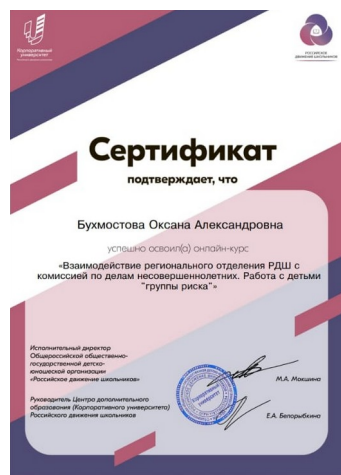 Корпоративный
университет
РОССИЙСКОЕ
ДВИЖЕНИЕ ШКОЛЬНИКОВ
Сертификат
подтверждает, что
Бухмостова Оксана Александровна
успешно освоил(а) онлайн-курс
«Взаимодействие регионального отделения РДШ с
комиссией по делам несовершеннолетних. Работа с детьми
"группы риска"»
Исполнительный директор
Общероссийской общественно-
государственной детско-
юношеской организации
«Российское движение школьников»
М.А. Мокшина
Руководитель Центра дополнительного
образования (Корпоративного университета)
Российского движения школьников
Е.А. Белорыбкина